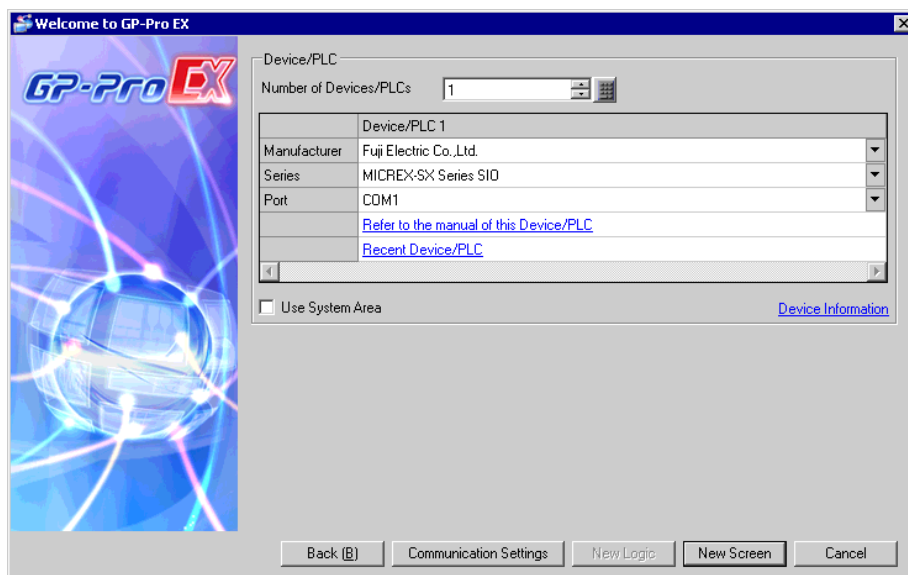 Welcome to GP-Pro EX
GP-Pro EX
Device/PLC
Number of Devices/PLCs 1
Device/PLC 1
Manufacturer Fuji Electric Co.,Ltd.
Series MICREX-SX Series SIO
Port COM1
Refer to the manual of this Device/PLC
Recent Device/PLC
Use System Area Device Information
Back (B) Communication Settings New Logic New Screen Cancel